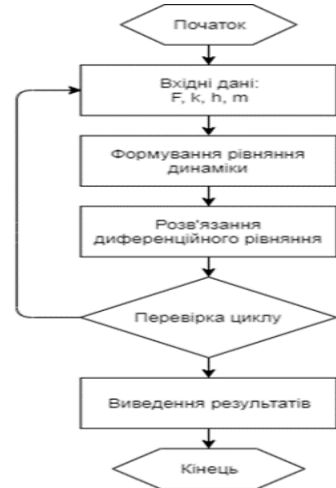 Початок
Вхідні дані:
F, k, h, m
Формування рівняння
динаміки
Розв'язання
диференційного рівняння
Перевірка циклу
Виведення результатів
Кінець